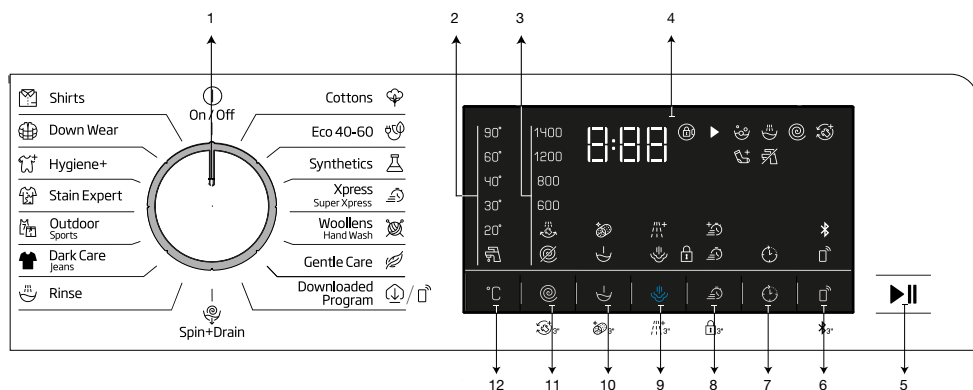 1
2
3
4
On / Off
Shirts
Down Wear
Hygiene+
Stain Expert
Outdoor
Sports
Dark Care
Jeans
Rinse
Spin+Drain
Cottons
Eco 40-60
Synthetics
Xpress
Super Xpress
Woollens
Hand Wash
Gentle Care
Downloaded
Program
/
90° 1400 8:88
60° 1200
40° 800
30° 600
20°
°C
3" 3" 3" 3" 3"
12 11 10 9 8 7 6 5